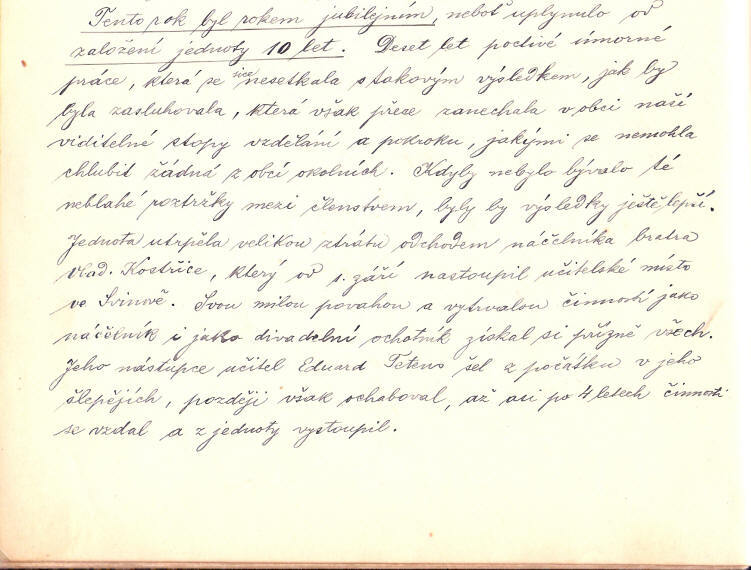 Tento rok byl rokem jubilejním, neboť uplynulo od
založení jednoty 10 let. Deset let poctivé úmorné
práce, která se sice nesetkala s takovým výsledkem, jak by
byla zasluhovala, která však přeze zanechala v obci naší
viditelné stopy vzdělání a pokroku, jakými se nemohla
chlubit žádná z obcí okolních. Kdyby nebylo bývalo té
neblahé roztržky mezi členstvem, byly by výsledky ještě lepší.
Jednota utrpěla velikou ztrátu odchodem náčelníka bratra
Vlad. Kostřice, který od 1. září nastoupil učitelské místo
ve Svinově. Svou milou povahou a vytrvalou činností jako
náčelník i jako divadelní ochotník získal si přízně všech.
Jeho nástupce učitel Eduard Tetens šel z počátku v jeho
šlepějích, později však ochaboval, až asi po 4 letech činnosti
se vzdal a z jednoty vystoupil.